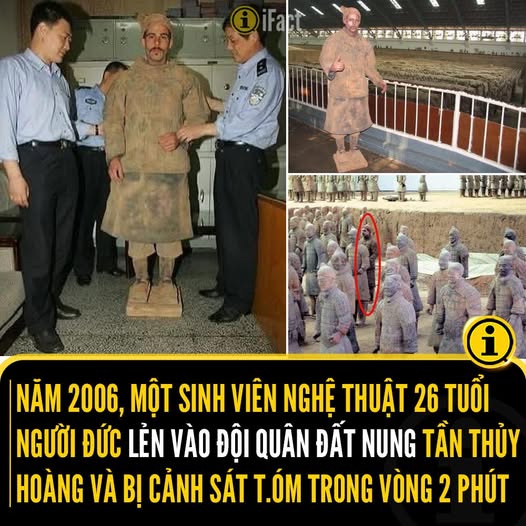 iFact
NĂM 2006, MỘT SINH VIÊN NGHỆ THUẬT 26 TUỔI
NGƯỜI ĐỨC LẺN VÀO ĐỘI QUÂN ĐẤT NUNG TẦN THỦY
HOÀNG VÀ BỊ CẢNH SÁT T.ÓM TRONG VÒNG 2 PHÚT